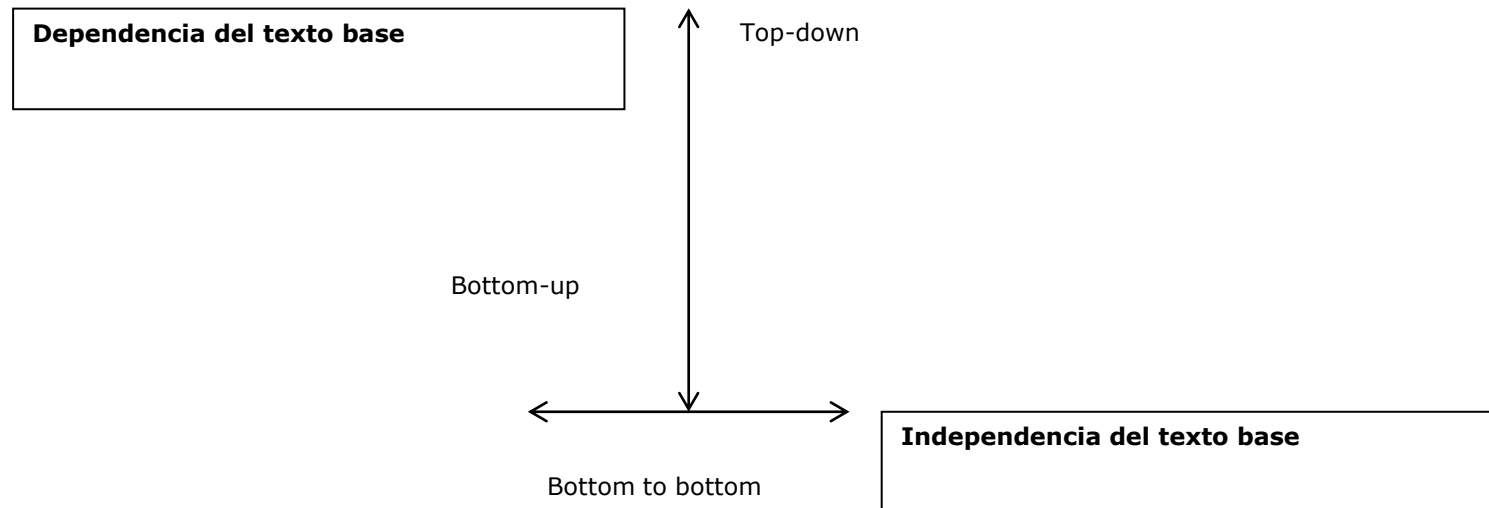 Dependencia del texto base
Top-down
Bottom-up
Independencia del texto base
Bottom to bottom